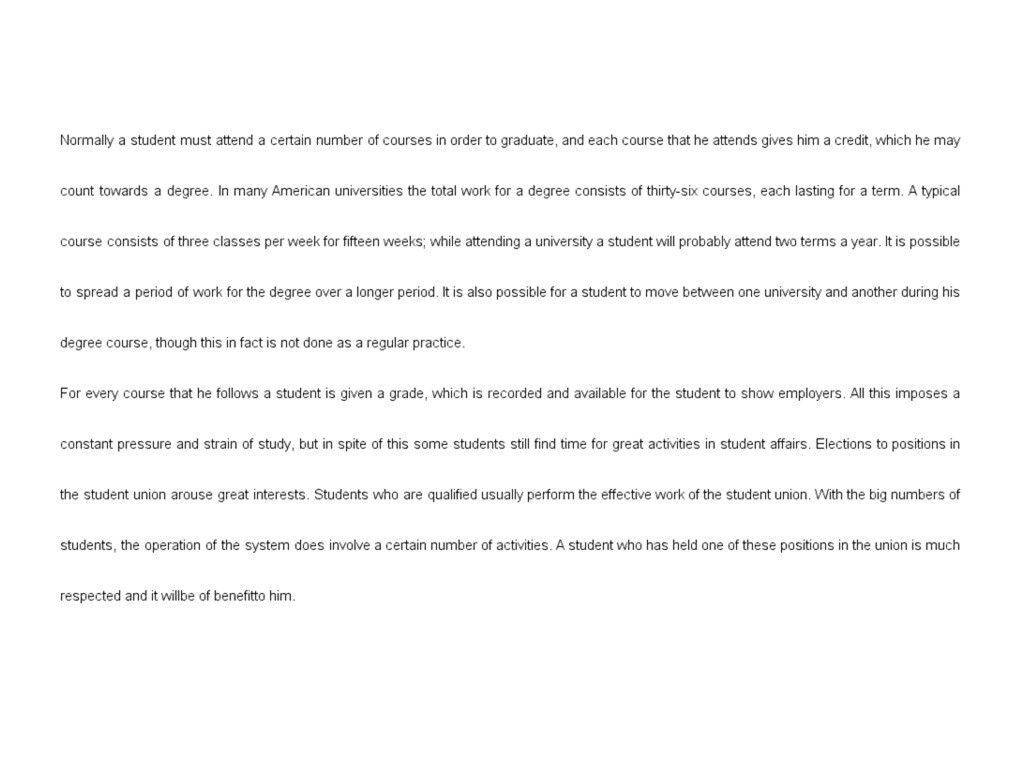 Normally a student must attend a certain number of courses in order to graduate, and each course that he attends gives him a credit, which he may
count towards a degree. In many American universities the total work for a degree consists of thirty-six courses, each lasting for a term. A typical
course consists of three classes per week for fifteen weeks; while attending a university a student will probably attend two terms a year. It is possible
to spread a period of work for the degree over a longer period. It is also possible for a student to move between one university and another during his
degree course, though this in fact is not done as a regular practice.
For every course that he follows a student is given a grade, which is recorded and available for the student to show employers. All this imposes a
constant pressure and strain of study, but in spite of this some students still find time for great activities in student affairs. Elections to positions in
the student union arouse great interests. Students who are qualified usually perform the effective work of the student union. With the big numbers of
students, the operation of the system does involve a certain number of activities. A student who has held one of these positions in the union is much
respected and it willbe of benefitto him.